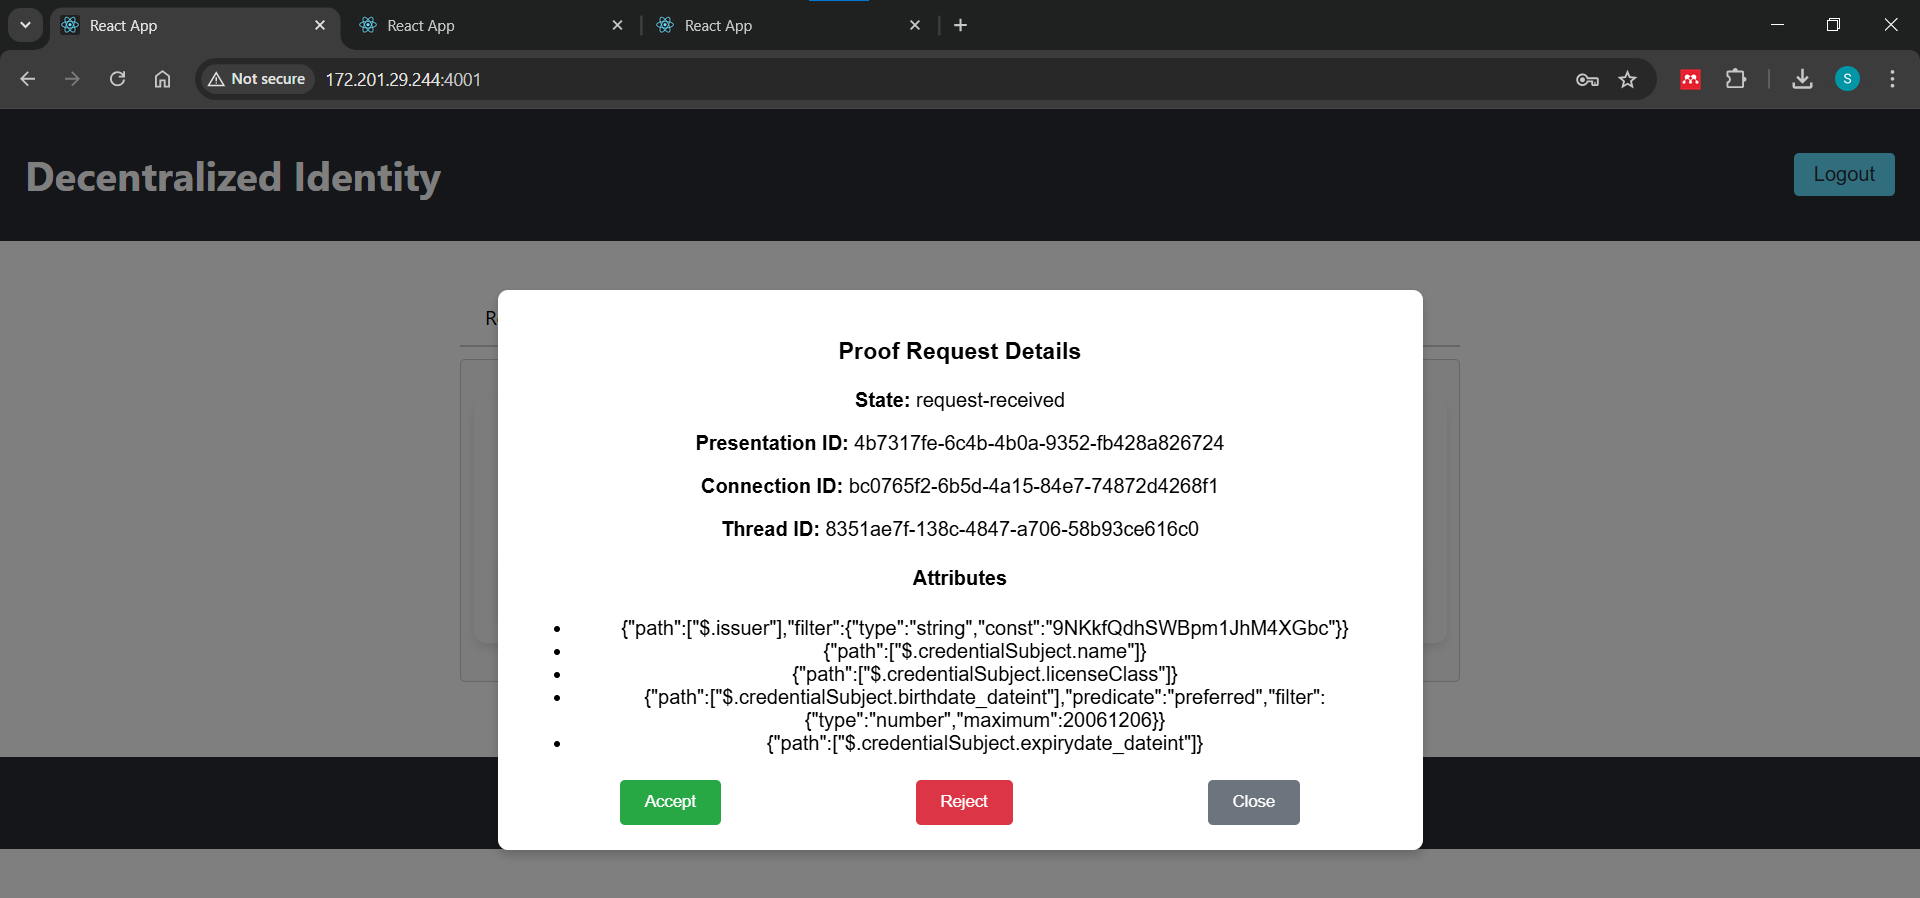 React App
React App
React App
Not secure
172.201.29.244:4001
S
Decentralized Identity
Logout
Proof Request Details
State: request-received
Presentation ID: 4b7317fe-6c4b-4b0a-9352-fb428a826724
Connection ID: bc0765f2-6b5d-4a15-84e7-74872d4268f1
Thread ID: 8351ae7f-138c-4847-a706-58b93ce616c0
Attributes
{"path":["$.issuer"],"filter":{"type":"string","const":"9NKkfQdhSWBpm1JhM4XGbc"}}
{"path":["$.credentialSubject.name"]}
{"path":["$.credentialSubject.licenseClass"]}
{"path":["$.credentialSubject.birthdate_dateint"],"predicate":"preferred","filter":
{"type":"number","maximum":20061206}}
{"path":["$.credentialSubject.expirydate_dateint"]}
Accept
Reject
Close